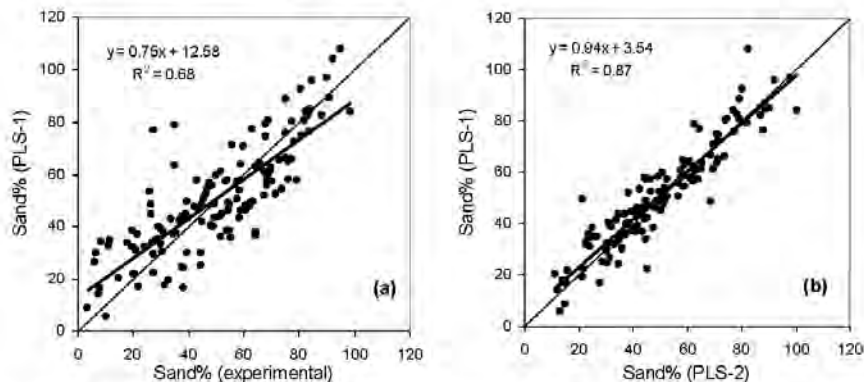 y= 0.76x + 12.58
R² = 0.68
120
100
80
60
40
20
0
Sand% (PLS-1)
(a)
0 20 40 60 80 100 120
Sand% (experimental)
y = 0.94x + 3.54
R² = 0.87
120
100
80
60
40
20
0
Sand% (PLS-1)
(b)
0 20 40 60 80 100 120
Sand% (PLS-2)